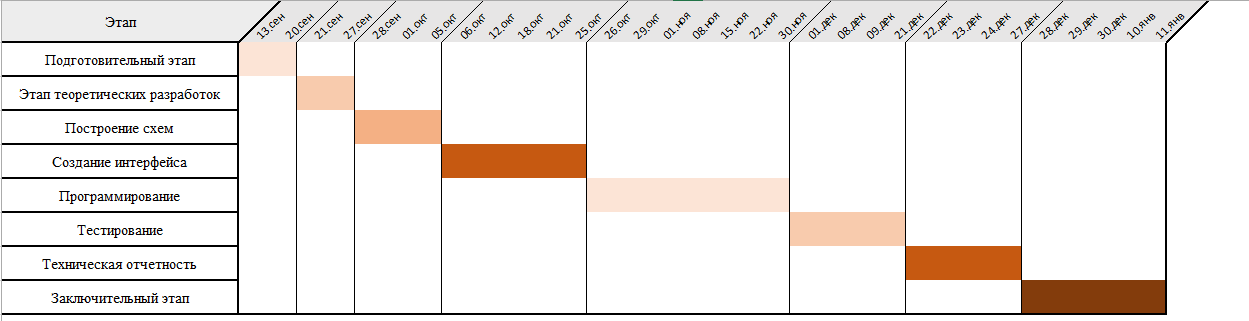 Этап
13.сен
20.сен
21.сен
27.сен
28.сен
01.окт
05.окт
06.окт
12.окт
18.окт
21.окт
25.окт
26.окт
29.окт
01.ноя
08.ноя
15.ноя
22.ноя
30.ноя
01.дек
08.дек
09.дек
21.дек
22.дек
23.дек
24.дек
27.дек
28.дек
29.дек
30.дек
10.янв
11.янв
Подготовительный этап
Этап теоретических разработок
Построение схем
Создание интерфейса
Программирование
Тестирование
Техническая отчетность
Заключительный этап